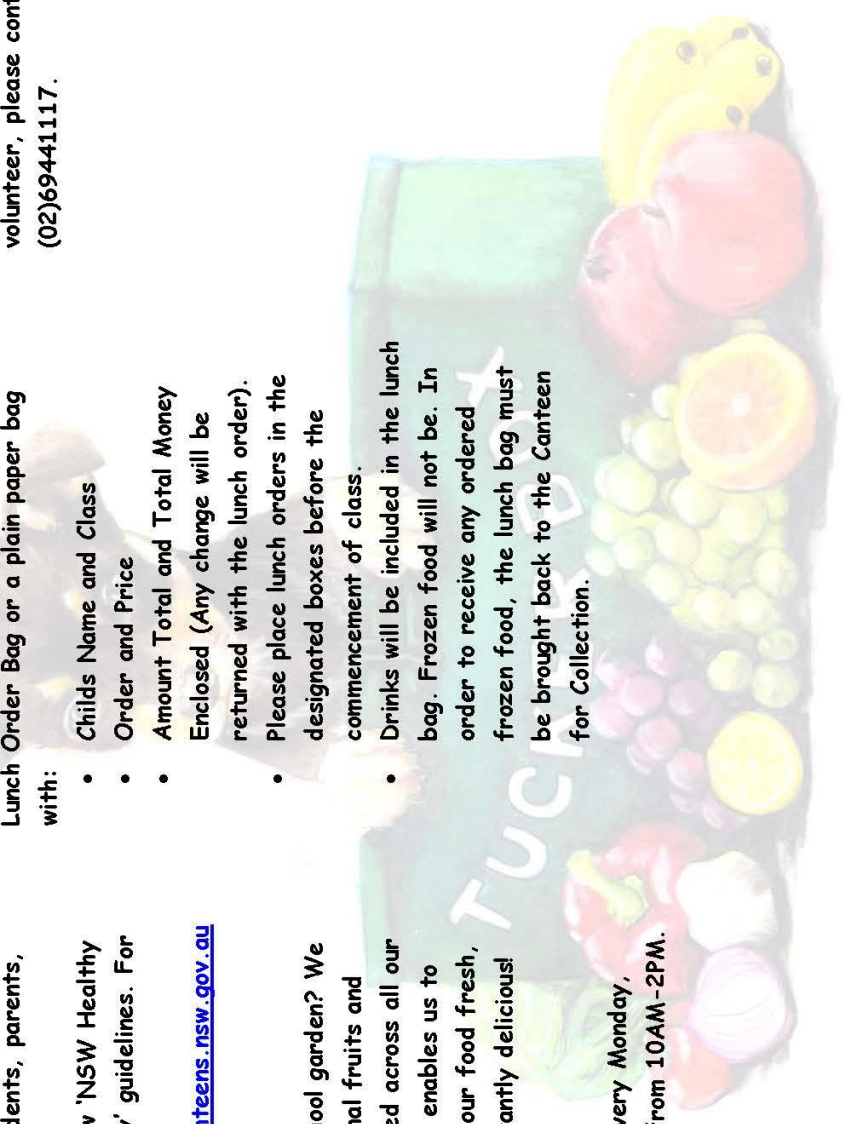 dents, parents,
w 'NSW Healthy
y' guidelines. For
nteens.nsw.gov.au
ool garden? We
nal fruits and
ed across all our
enables us to
our food fresh,
antly delicious!
very Monday,
from 10AM-2PM.
Lunch Order Bag or a plain paper bag
with:
• Childs Name and Class
• Order and Price
• Amount Total and Total Money
Enclosed (Any change will be
returned with the lunch order).
• Please place lunch orders in the
designated boxes before the
commencement of class.
• Drinks will be included in the lunch
bag. Frozen food will not be. In
order to receive any ordered
frozen food, the lunch bag must
be brought back to the Canteen
for Collection.
volunteer, please cont
(02)69441117.
TUCKER BOX